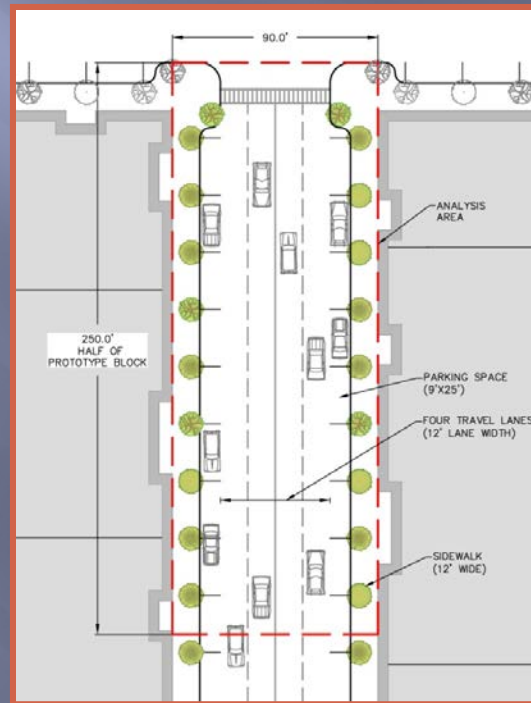 90.0'
ANALYSIS
AREA
250.0'
HALF OF
PROTOTYPE BLOCK
PARKING SPACE
(9'X25')
FOUR TRAVEL LANES
(12' LANE WIDTH)
SIDEWALK
(12' WIDE)